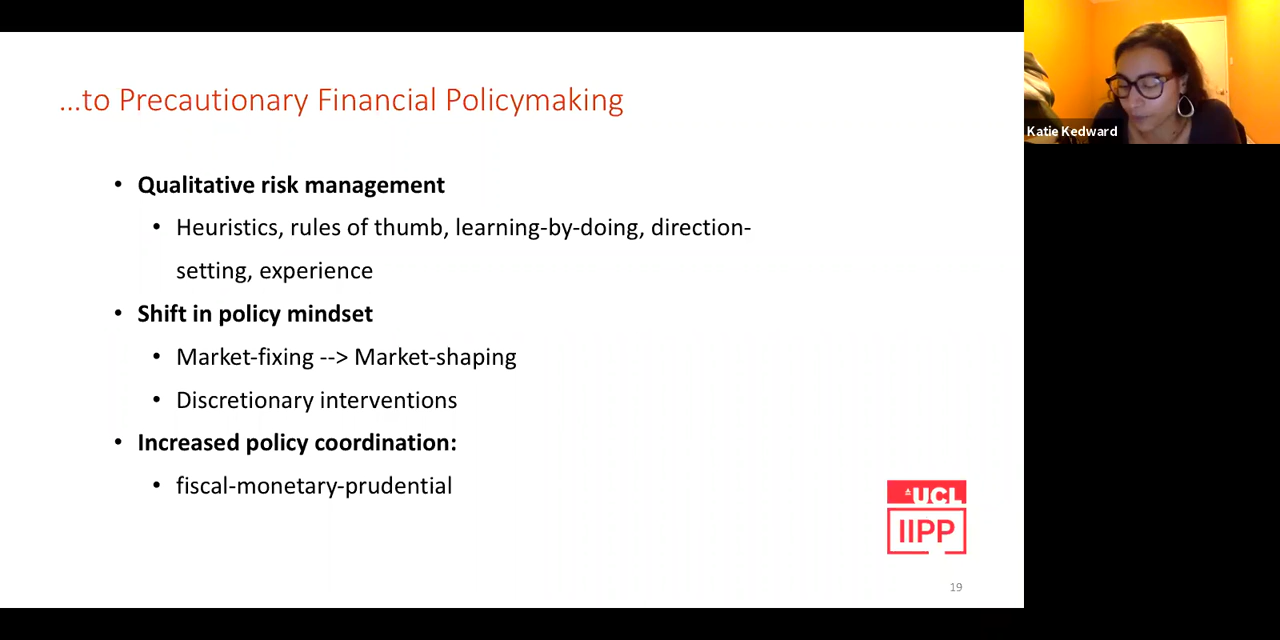 ...to Precautionary Financial Policymaking
• Qualitative risk management
• Heuristics, rules of thumb, learning-by-doing, direction-
setting, experience
• Shift in policy mindset
• Market-fixing --> Market-shaping
• Discretionary interventions
• Increased policy coordination:
• fiscal-monetary-prudential
UCL
IIPP
19
Katie Kedward